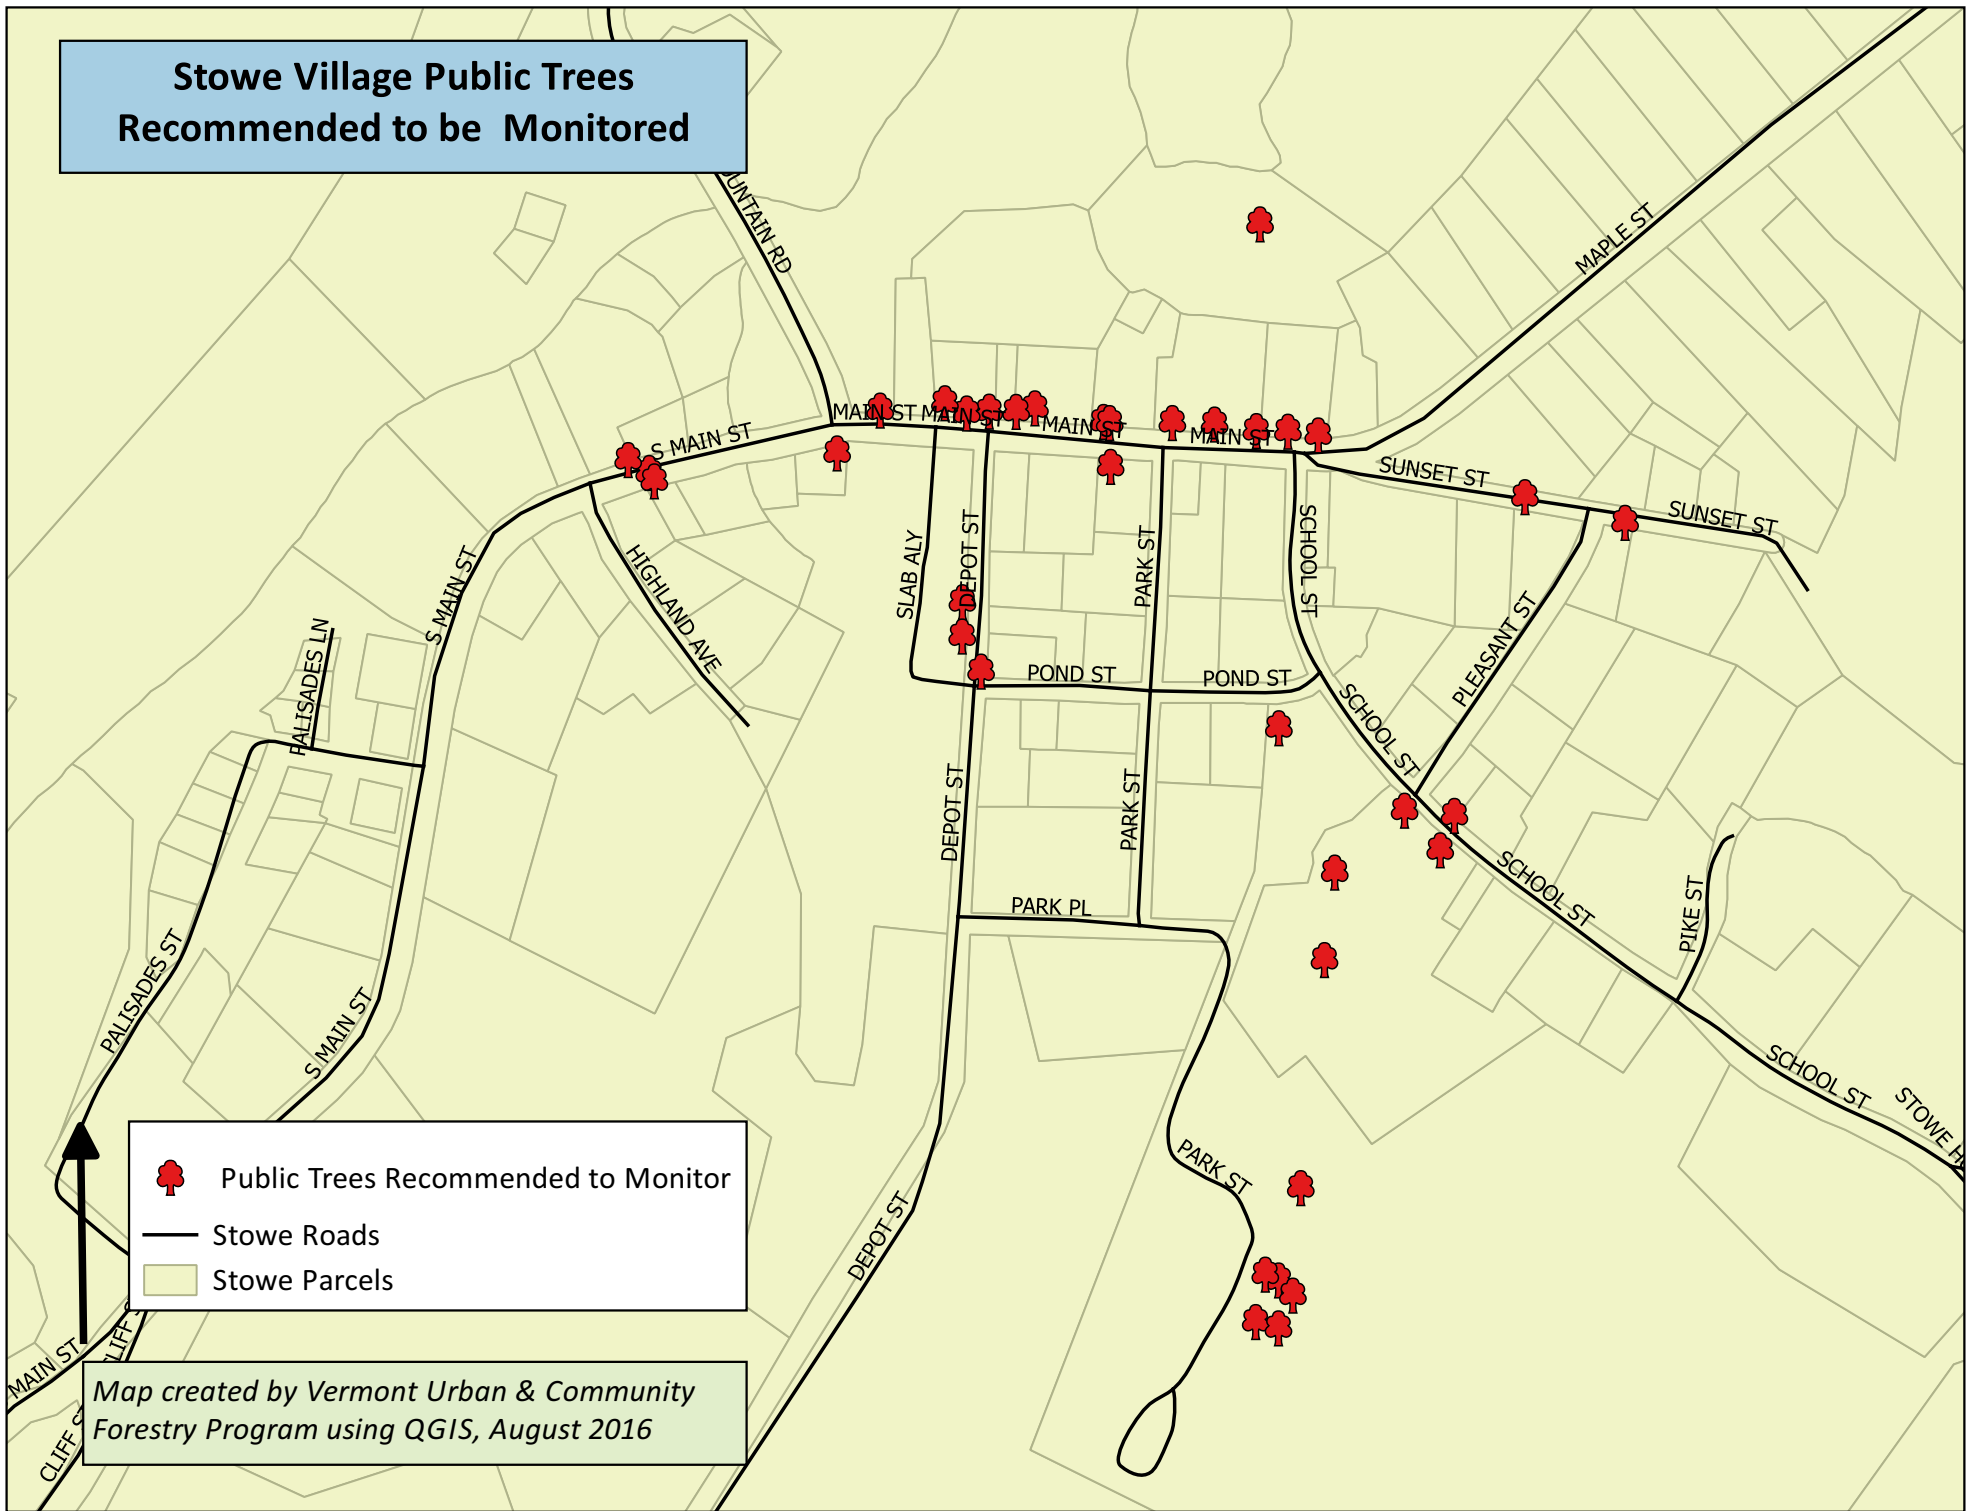 Stowe Village Public Trees
Recommended to be  Monitored
MAPLE ST
MAIN ST
MAIN ST
MAIN ST
MAIN ST
S MAIN ST
SUNSET ST
SUNSET ST
SLAB ALY
DEPOT ST
PARK ST
SCHOOL ST
HIGHLAND AVE
S MAIN ST
PALISADES LN
PLEASANT ST
POND ST
POND ST
SCHOOL ST
DEPOT ST
PARK ST
SCHOOL ST
PARK PL
PIKE ST
PALISADES ST
S MAIN ST
SCHOOL ST
STOWE
PARK ST
DEPOT ST
Public Trees Recommended to Monitor
Stowe Roads
Stowe Parcels
CLIFF
MAIN ST
CLIFF
Map created by Vermont Urban & Community
Forestry Program using QGIS, August 2016